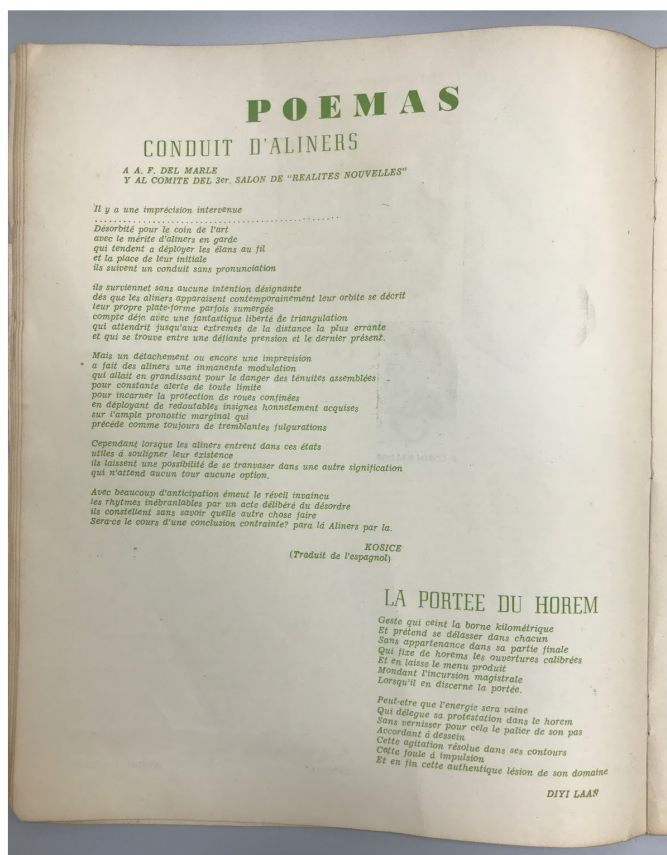 POEMAS
CONDUIT D'ALINERS
A A. F. DEL MARLE
Y AL COMITE DEL 3er. SALON DE "REALITES NOUVELLES"
Il y a une imprécision intervenue
......................................................
Désorbité pour le coin de l'art
avec le mérite d'aliners en garde
qui tendent a déployer les élans au fil
et la place de leur initiale
ils suivent un conduit sans pronunciation
ils surviennet sans aucune intention désignante
dés que les aliners apparaisent contemporainement leur orbite se décrit
leur propre plate-forme parfois sumergée
compte déja avec une fantastique liberté de triangulation
qui attendrit jusqu'aux extremes de la distance la plus errante
et qui se trouve entre une défiante prension et le dernier présent.
Mais un détachement ou encore une imprevision
a fait des aliners une inmanente modulation
qui allait en grandissant pour le danger des ténuites assemblées
pour constante alerte de toute limite
pour incarner la protection de roues confinées
en déployant de redoutables insignes honnetement acquises
sur l'ample pronostic marginal qui
précéde comme toujours de tremblantes fulgurations
Cependant lorsque les aliners entrent dans ces états
utiles á souligner leur existence
ils laissent une possibilité de se tranvaser dans une autre signification
qui n'attend aucun tour aucune option.
Avec beaucoup d'anticipation émeut le réveil invaincu
les rhytmes inébranlables par un acte délibéré du désordre
ils constellent sans savoir quelle autre chose faire
Sera-ce le cours d'une conclusion contrainte? para lá Aliners par la.
KOSICE
(Traduit de l'espagnol)
LA PORTEE DU HOREM
Geste qui ceint la borne kilométrique
Et prétend se délasser dans chacun
Sans appartenance dans sa partie finale
Qui fixe de horems les ouvertures calibrées
Et en laisse le menu produit
Mondant l'incursion magistrale
Lorsqu'il en discerne la portée.
Peut-etre que l'energie sera vaine
Qui délegue sa protestation dans le horem
Sans vernisser pour cela le palier de son pas
Accordant á dessein
Cette agitation résolue dans ses contours
Cette foule d impulsion
Et en fin cette authentique lésion de son domaine
DIYI LAAÑ